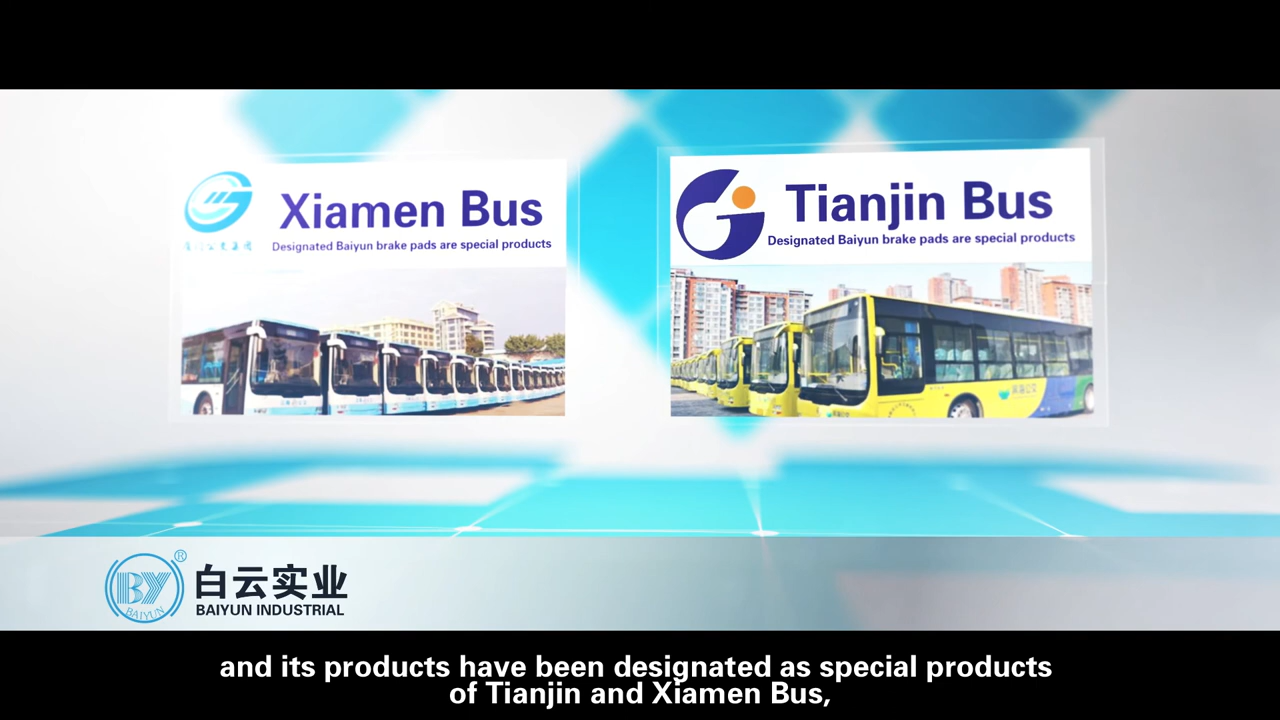 Xiamen Bus
Designated Baiyun brake pads are special products
Tianjin Bus
Designated Baiyun brake pads are special products
BY
BAIYUN
®
白云实业
BAIYUN INDUSTRIAL
and its products have been designated as special products
of Tianjin and Xiamen Bus,